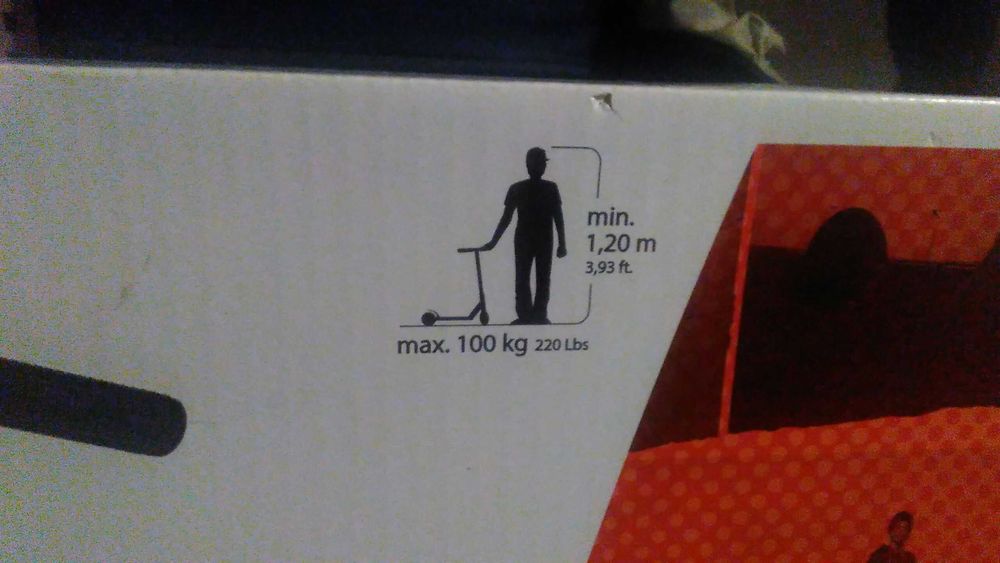 min.
1,20 m
3,93 ft.
max. 100 kg 220 Lbs